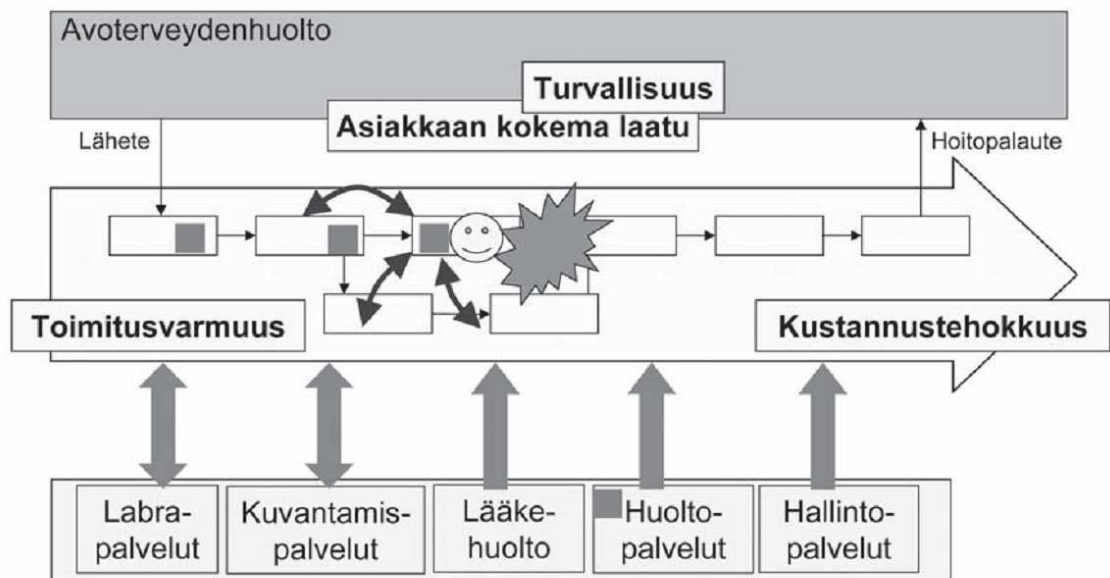 Avoterveydenhuolto
Turvallisuus
Asiakkaan kokema laatu
Lähete
Hoitopalaute
Toimitusvarmuus
Kustannustehokkuus
Labra-
palvelut
Kuvantamis-
palvelut
Lääke-
huolto
Huolto-
palvelut
Hallinto-
palvelut